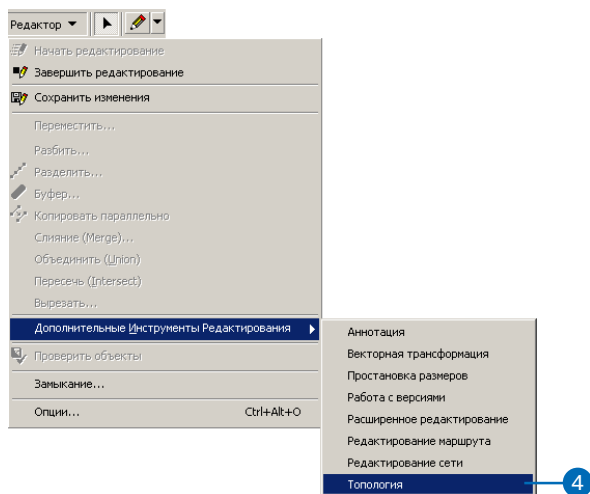 Редактор
Начать редактирование
Завершить редактирование
Сохранить изменения
Переместить...
Разбить...
Разделить...
Буфер...
Копировать параллельно
Слияние (Merge)...
Объединить (Union)
Пересечь (Intersect)
Вырезать...
Дополнительные Инструменты Редактирования
Проверить объекты
Замыкание...
Опции... Ctrl+Alt+O
Аннотация
Векторная трансформация
Простановка размеров
Работа с версиями
Расширенное редактирование
Редактирование маршрута
Редактирование сети
Топология
4